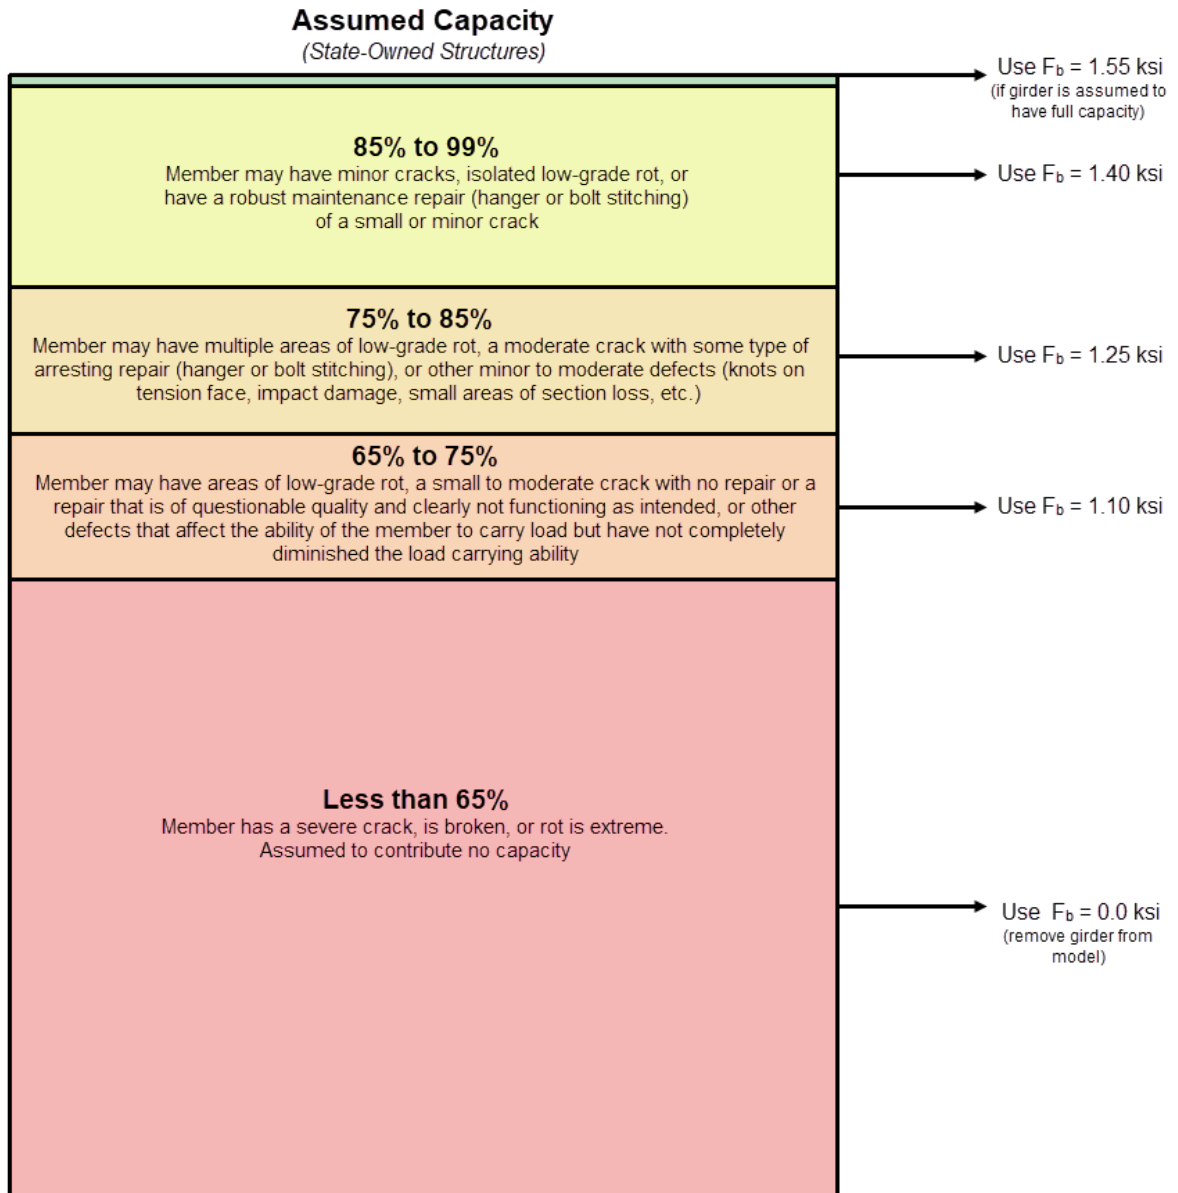 Assumed Capacity
(State-Owned Structures)
Use Fb = 1.55 ksi
(if girder is assumed to
have full capacity)
85% to 99%
Member may have minor cracks, isolated low-grade rot, or
have a robust maintenance repair (hanger or bolt stitching)
of a small or minor crack
Use Fb = 1.40 ksi
75% to 85%
Member may have multiple areas of low-grade rot, a moderate crack with some type of
arresting repair (hanger or bolt stitching), or other minor to moderate defects (knots on
tension face, impact damage, small areas of section loss, etc.)
Use Fb = 1.25 ksi
65% to 75%
Member may have areas of low-grade rot, a small to moderate crack with no repair or a
repair that is of questionable quality and clearly not functioning as intended, or other
defects that affect the ability of the member to carry load but have not completely
diminished the load carrying ability
Use Fb = 1.10 ksi
Less than 65%
Member has a severe crack, is broken, or rot is extreme.
Assumed to contribute no capacity
Use Fb = 0.0 ksi
(remove girder from
model)